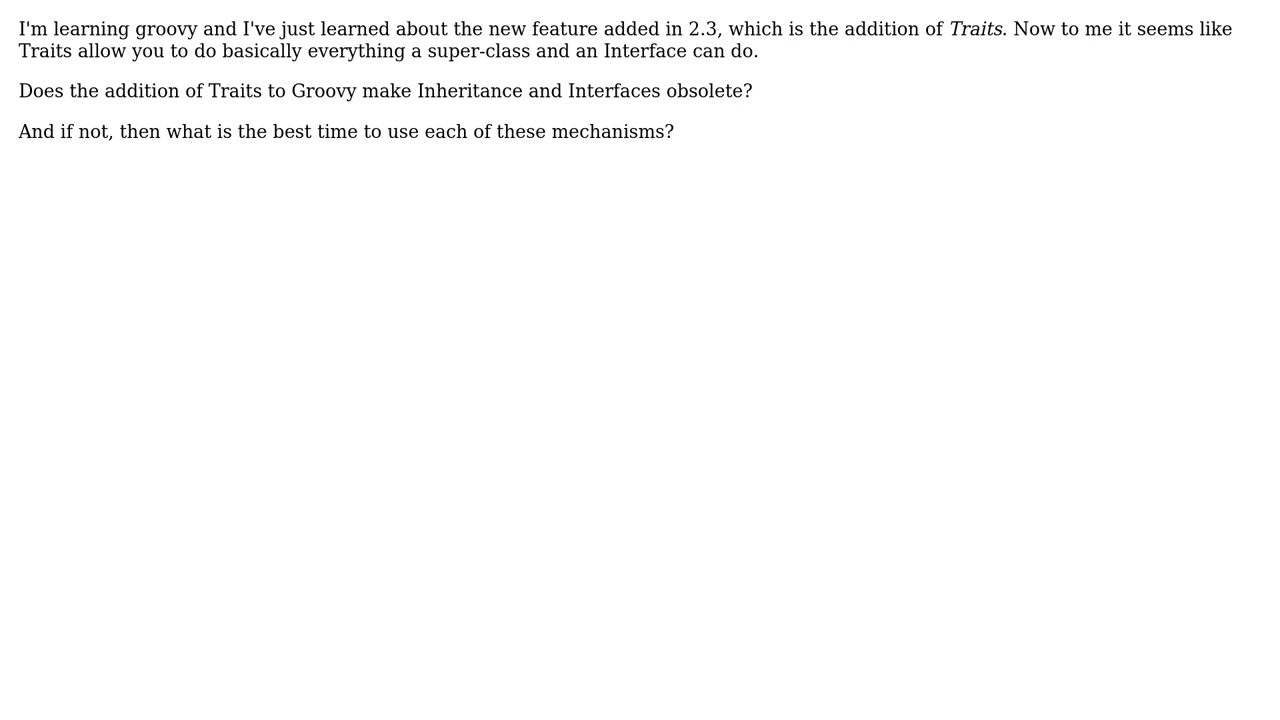 I'm learning groovy and I've just learned about the new feature added in 2.3, which is the addition of Traits. Now to me it seems like
Traits allow you to do basically everything a super-class and an Interface can do.
Does the addition of Traits to Groovy make Inheritance and Interfaces obsolete?
And if not, then what is the best time to use each of these mechanisms?